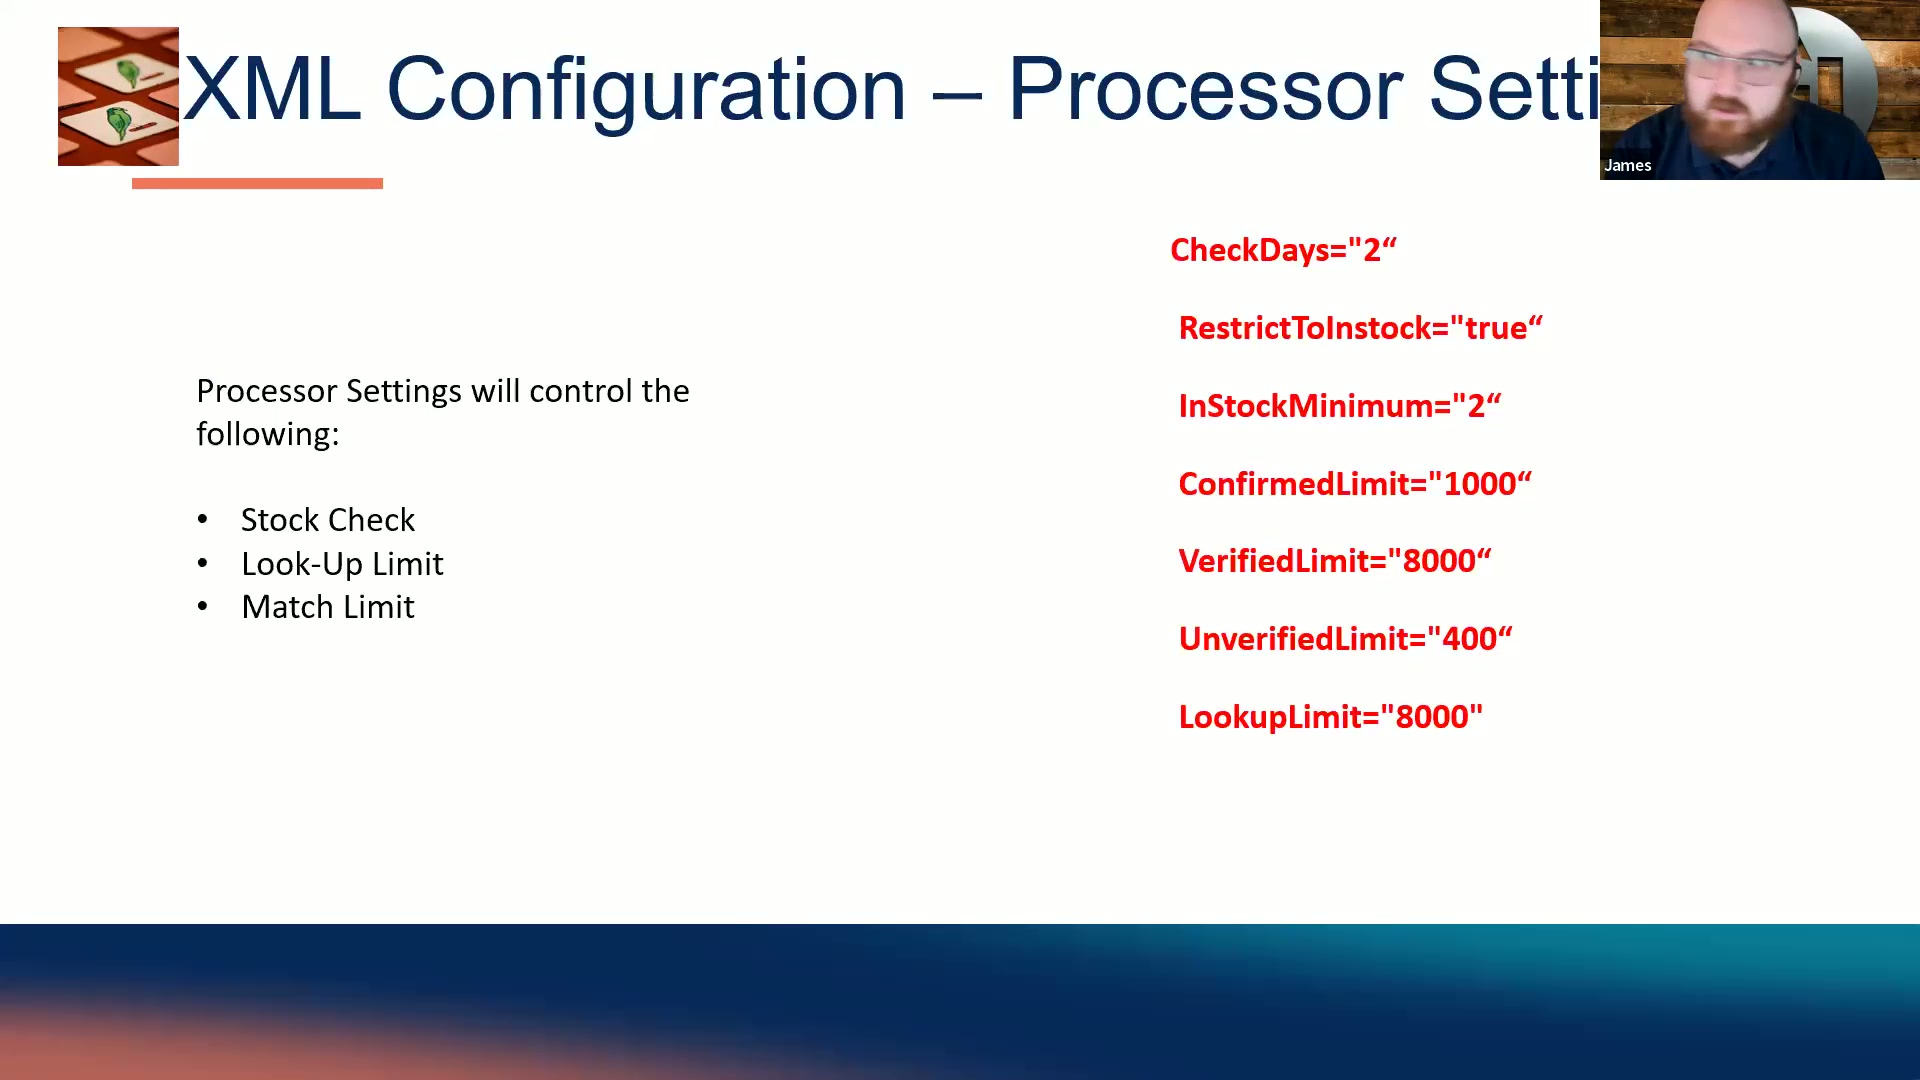 XML Configuration – Processor Setti
James
Processor Settings will control the
following:
• Stock Check
• Look-Up Limit
• Match Limit
CheckDays="2“
RestrictToInstock="true“
InStockMinimum="2“
ConfirmedLimit="1000“
VerifiedLimit="8000“
UnverifiedLimit="400“
LookupLimit="8000"